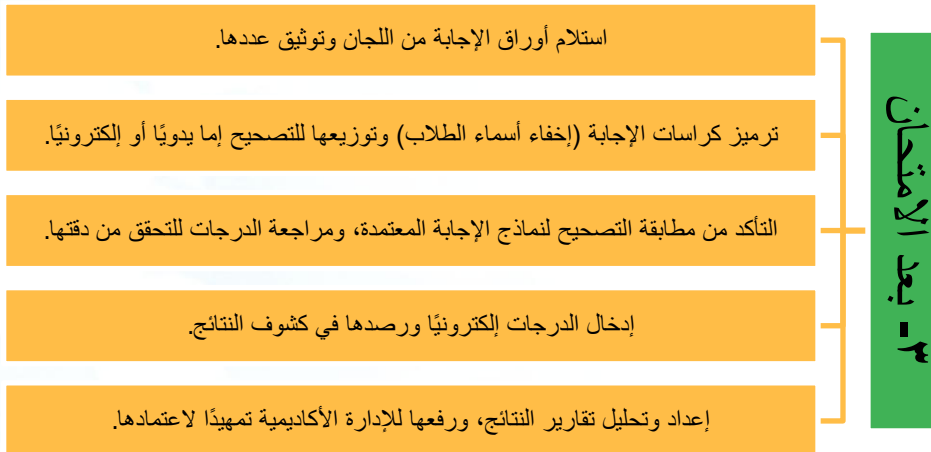 ٣- بعد الامتحان
استلام أوراق الإجابة من اللجان وتوثيق عددها.
ترميز كراسات الإجابة (إخفاء أسماء الطلاب) وتوزيعها للتصحيح إما يدويًا أو إلكترونيًا.
التأكد من مطابقة التصحيح لنماذج الإجابة المعتمدة، ومراجعة الدرجات للتحقق من دقتها.
إدخال الدرجات إلكترونيًا ورصدها في كشوف النتائج.
إعداد وتحليل تقارير النتائج، ورفعها للإدارة الأكاديمية تمهيدًا لاعتمادها.